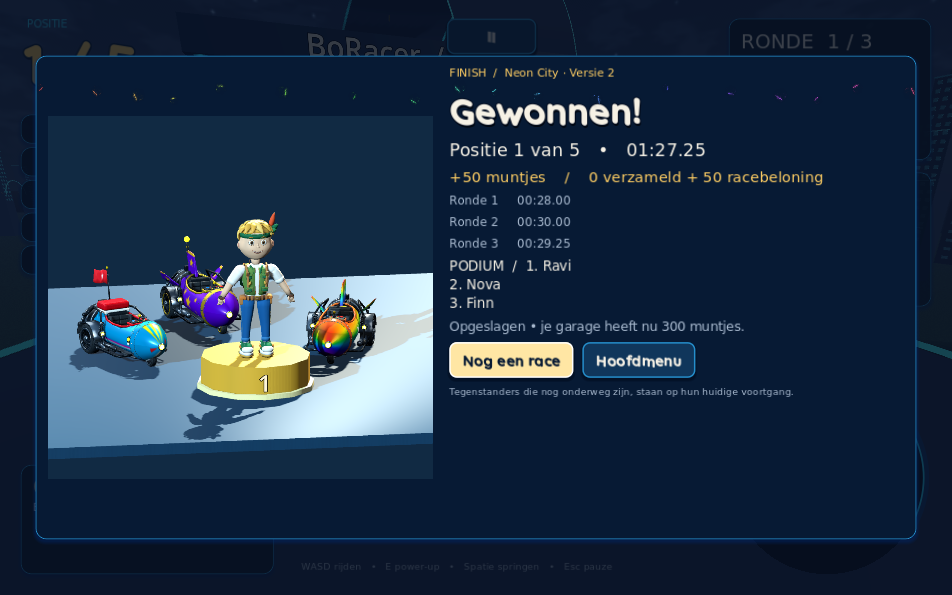 POSITIE
1 / 5
BoRacer /
RONDE 1 / 3
FINISH / Neon City · Versie 2
Gewonnen!
Positie 1 van 5 • 01:27.25
+50 muntjes / 0 verzameld + 50 racebeloning
Ronde 1 00:28.00
Ronde 2 00:30.00
Ronde 3 00:29.25
PODIUM / 1. Ravi
2. Nova
3. Finn
Opgeslagen • je garage heeft nu 300 muntjes.
Nog een race
Hoofdmenu
Tegenstanders die nog onderweg zijn, staan op hun huidige voortgang.
1
WASD rijden • E power-up • Spatie springen • Esc pauze